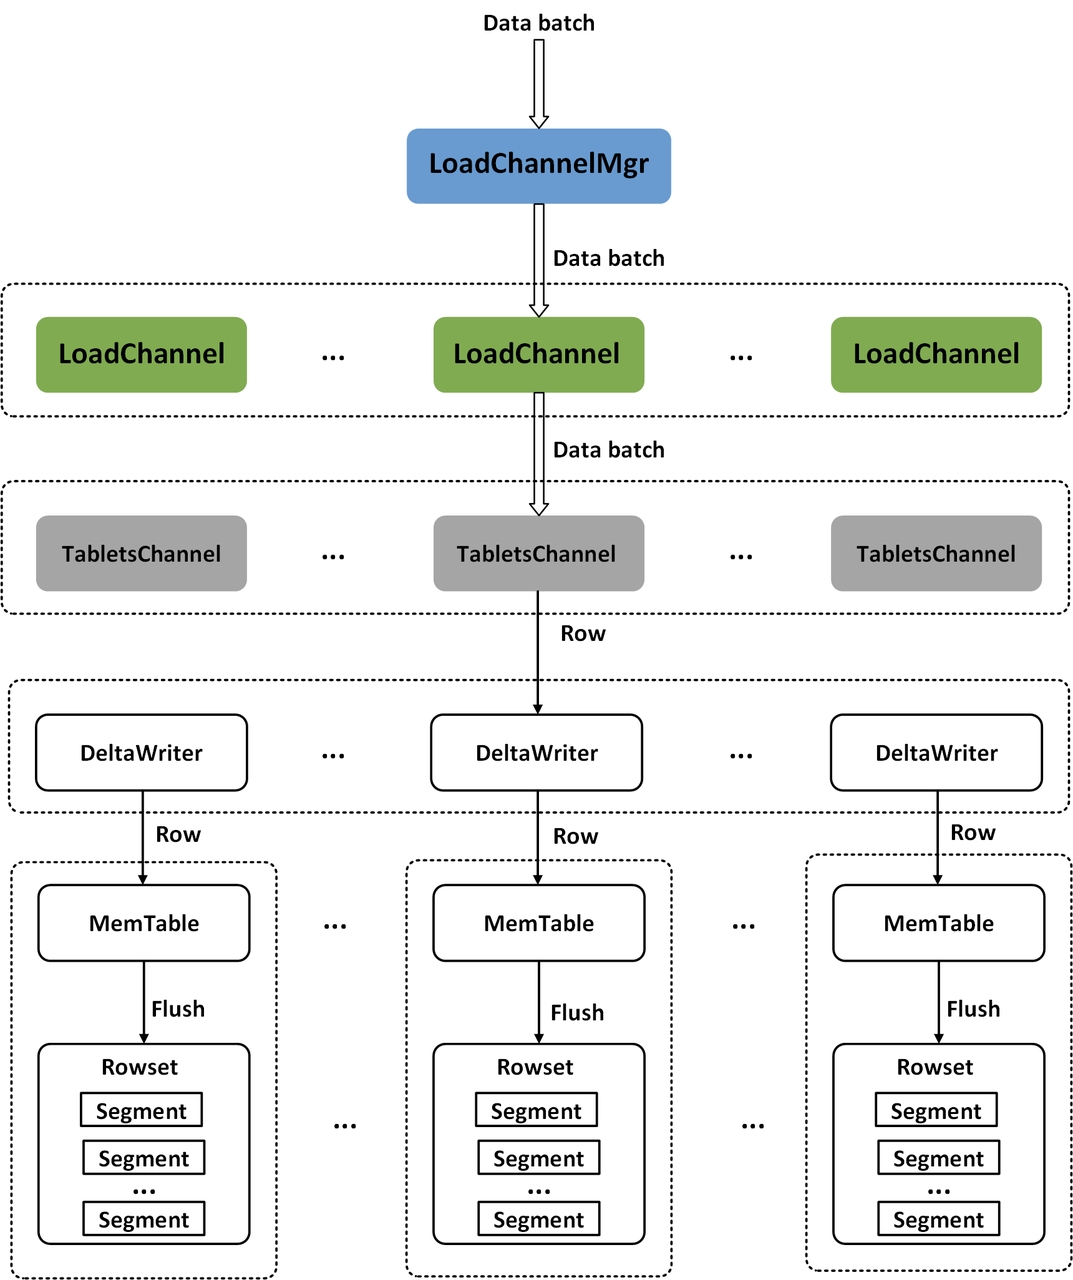 Data batch
LoadChannelMgr
Data batch
LoadChannel ... LoadChannel ... LoadChannel
Data batch
TabletsChannel ... TabletsChannel ... TabletsChannel
Row
DeltaWriter ... DeltaWriter ... DeltaWriter
Row Row Row
MemTable ... MemTable ... MemTable
Flush Flush Flush
Rowset Rowset Rowset
Segment ... Segment ... Segment
Segment Segment Segment
... ... ...
Segment Segment Segment